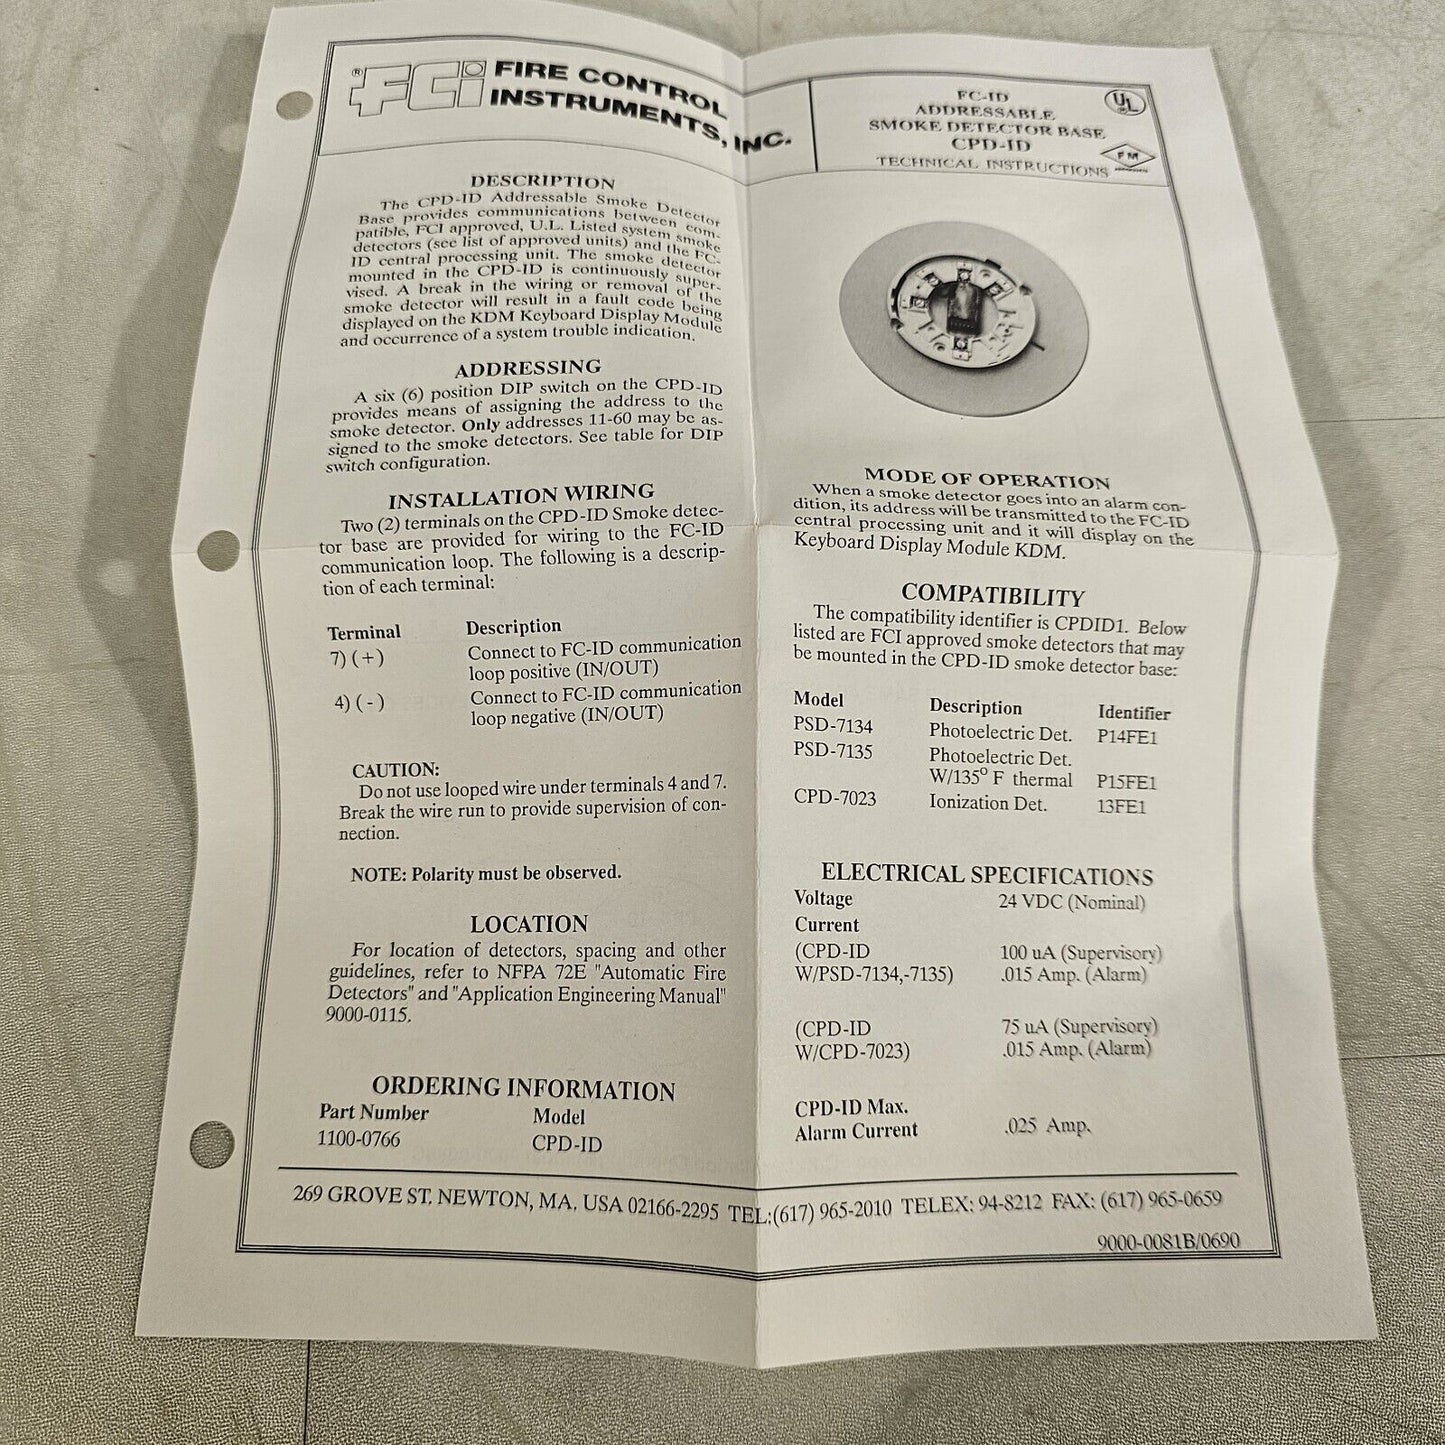 ® FCI FIRE CONTROL
INSTRUMENTS, INC.
FC-ID
ADDRESSABLE
SMOKE DETECTOR BASE
CPD-ID
TECHNICAL INSTRUCTIONS
UL
FM
DESCRIPTION
The CPD-ID Addressable Smoke Detector
Base provides communications between com-
patible, FCI approved, U.L. Listed system smoke
detectors (see list of approved units) and the FC-
ID central processing unit. The smoke detector
mounted in the CPD-ID is continuously super-
vised. A break in the wiring or removal of the
smoke detector will result in a fault code being
displayed on the KDM Keyboard Display Module
and occurrence of a system trouble indication.
ADDRESSING
A six (6) position DIP switch on the CPD-ID
provides means of assigning the address to the
smoke detector. Only addresses 11-60 may be as-
signed to the smoke detectors. See table for DIP
switch configuration.
INSTALLATION WIRING
Two (2) terminals on the CPD-ID Smoke detec-
tor base are provided for wiring to the FC-ID
communication loop. The following is a descrip-
tion of each terminal:
Terminal Description
7) (+) Connect to FC-ID communication
loop positive (IN/OUT)
4) (-) Connect to FC-ID communication
loop negative (IN/OUT)
CAUTION:
Do not use looped wire under terminals 4 and 7.
Break the wire run to provide supervision of con-
nection.
NOTE: Polarity must be observed.
LOCATION
For location of detectors, spacing and other
guidelines, refer to NFPA 72E "Automatic Fire
Detectors" and "Application Engineering Manual"
9000-0115.
ORDERING INFORMATION
Part Number Model
1100-0766 CPD-ID
MODE OF OPERATION
When a smoke detector goes into an alarm con-
dition, its address will be transmitted to the FC-ID
central processing unit and it will display on the
Keyboard Display Module KDM.
COMPATIBILITY
The compatibility identifier is CPDID1. Below
listed are FCI approved smoke detectors that may
be mounted in the CPD-ID smoke detector base:
Model Description Identifier
PSD-7134 Photoelectric Det. P14FE1
PSD-7135 Photoelectric Det.
W/135° F thermal P15FE1
CPD-7023 Ionization Det. 13FE1
ELECTRICAL SPECIFICATIONS
Voltage 24 VDC (Nominal)
Current
(CPD-ID 100 uA (Supervisory)
W/PSD-7134,-7135) .015 Amp. (Alarm)
(CPD-ID 75 uA (Supervisory)
W/CPD-7023) .015 Amp. (Alarm)
CPD-ID Max.
Alarm Current .025 Amp.
269 GROVE ST. NEWTON, MA. USA 02166-2295 TEL:(617) 965-2010 TELEX: 94-8212 FAX: (617) 965-0659
9000-0081B/0690